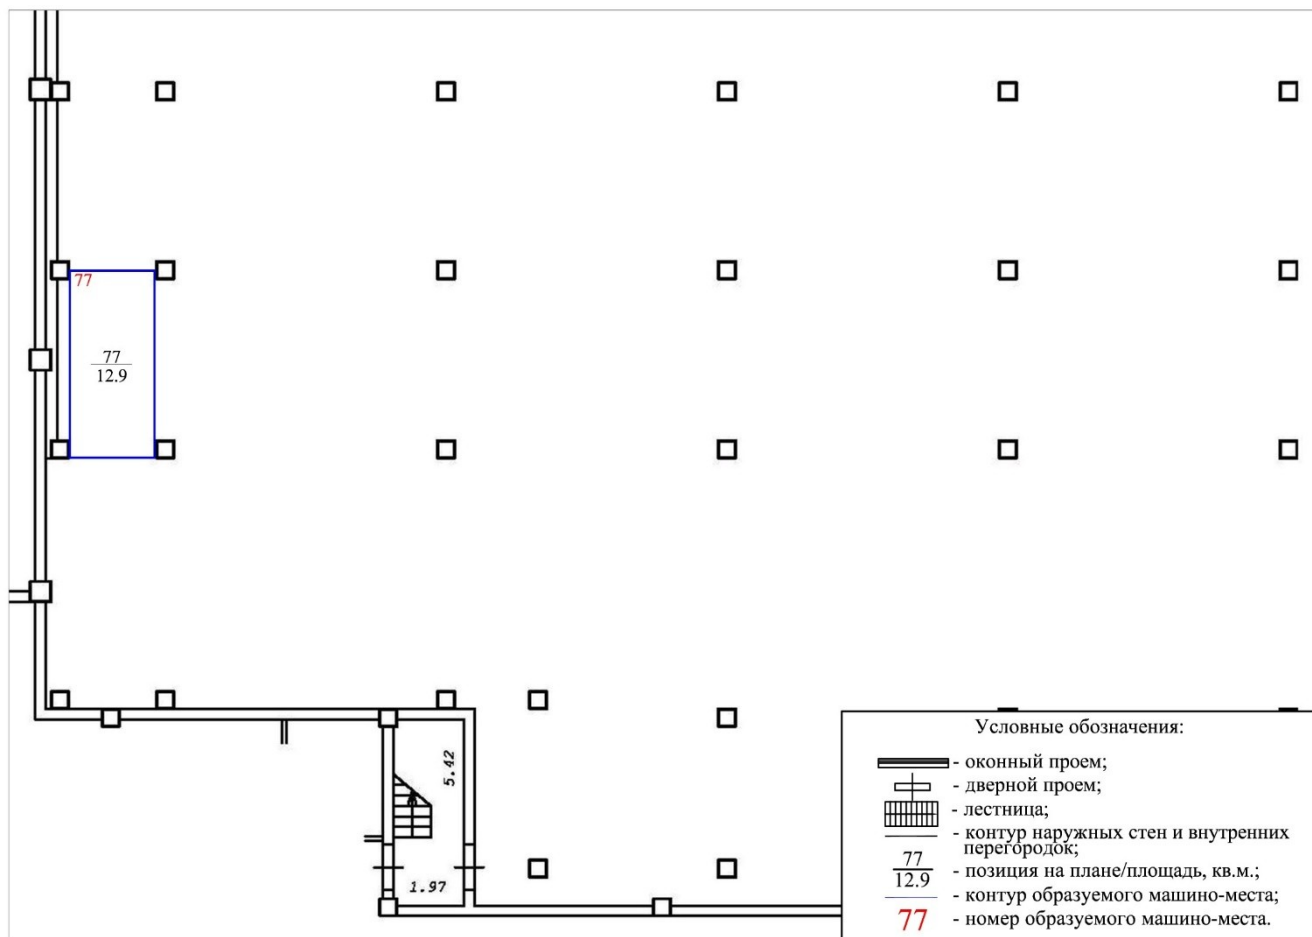 77
77
12.9
5.42
1.97
Условные обозначения:
- оконный проем;
- дверной проем;
- лестница;
- контур наружных стен и внутренних
перегородок;
77
12.9
- позиция на плане/площадь, кв.м.;
- контур образуемого машино-места;
77 - номер образуемого машино-места.